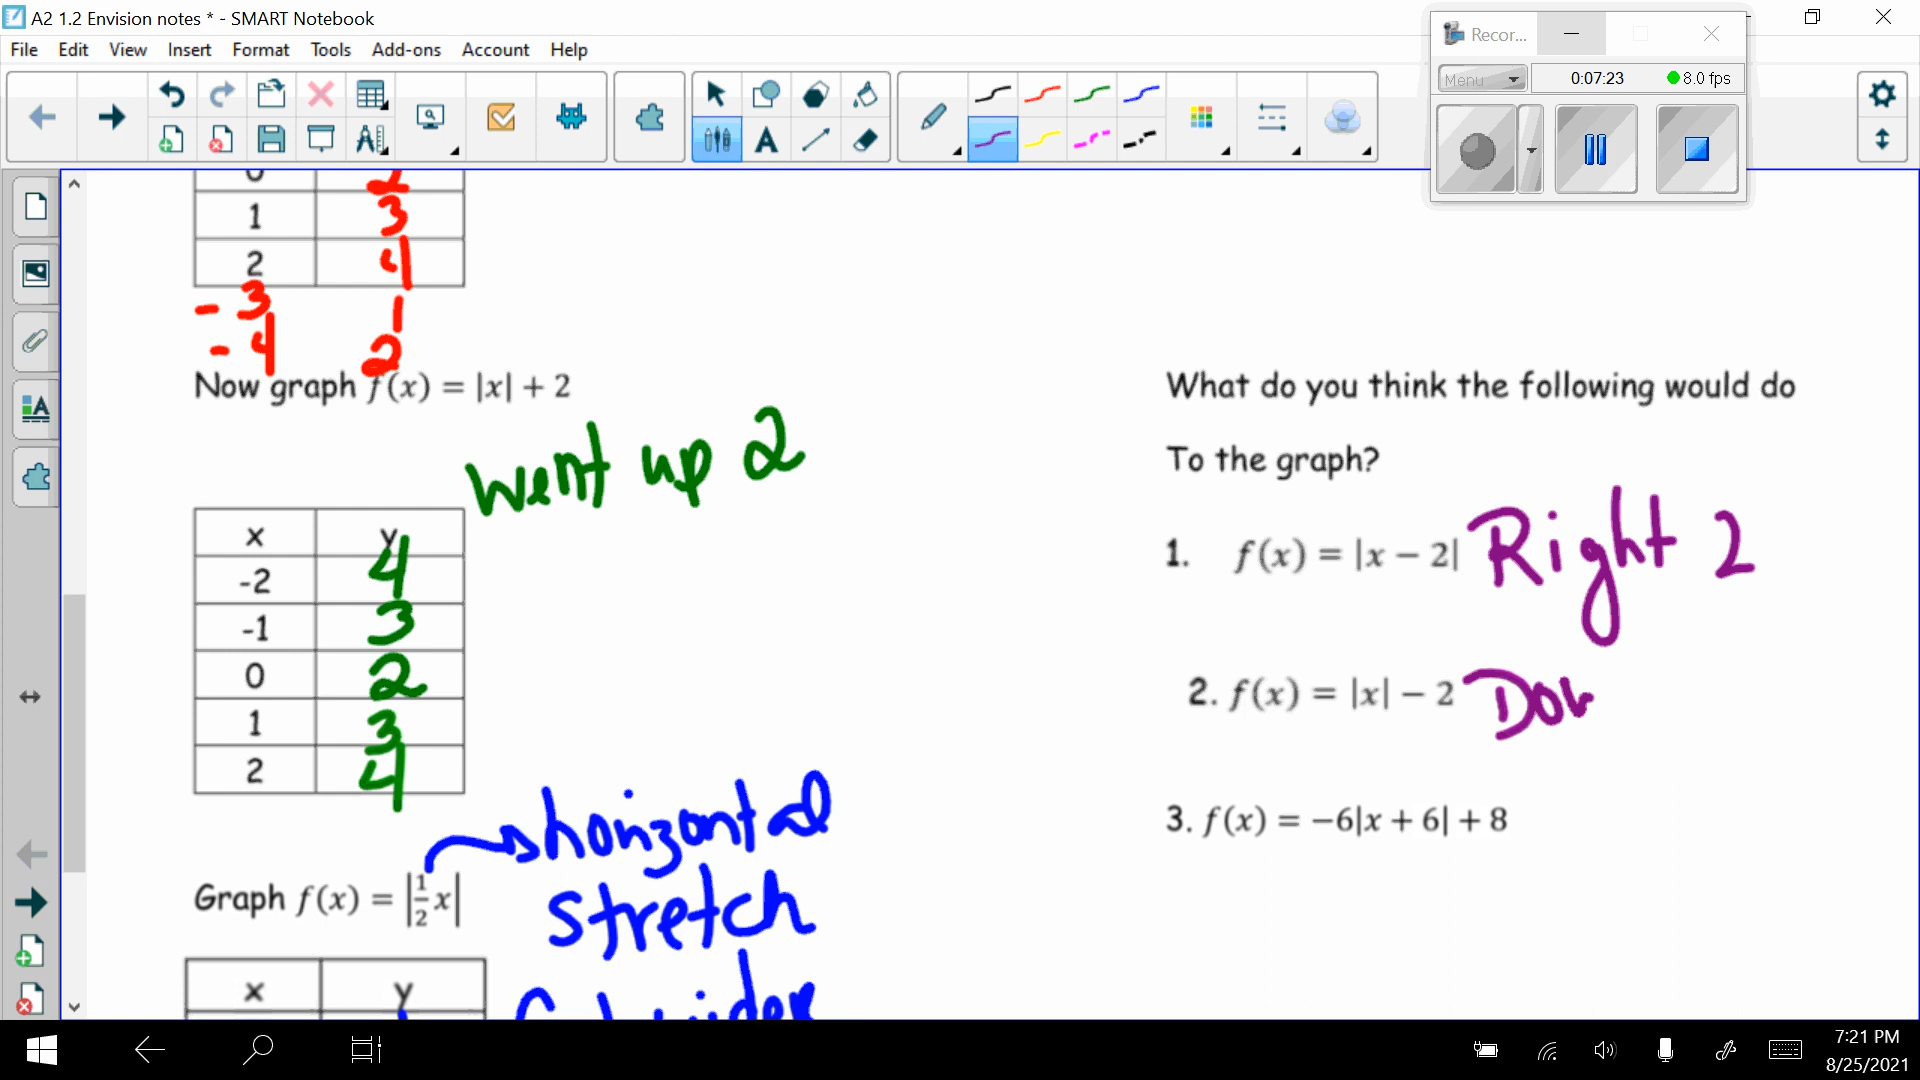 A2 1.2 Envision notes * - SMART Notebook
File Edit View Insert Format Tools Add-ons Account Help
Recor...
Menu 0:07:23 8.0 fps
0 2
1 3
2 4
- 3 1
- 4 2
Now graph f(x) = |x| + 2
went up 2
x y
-2 4
-1 3
0 2
1 3
2 4
horizontal
stretch
Graph f(x) = |1/2 x|
x y
What do you think the following would do
To the graph?
1. f(x) = |x − 2| Right 2
2. f(x) = |x| − 2 Dow
3. f(x) = −6|x + 6| + 8
7:21 PM
8/25/2021